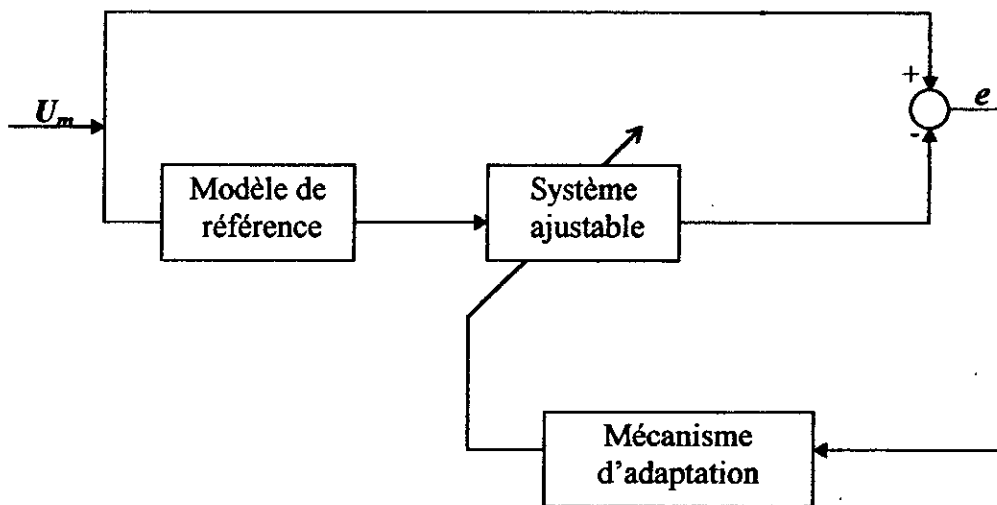 +
U_m
e
-
Modèle de
référence
Système
ajustable
Mécanisme
d'adaptation